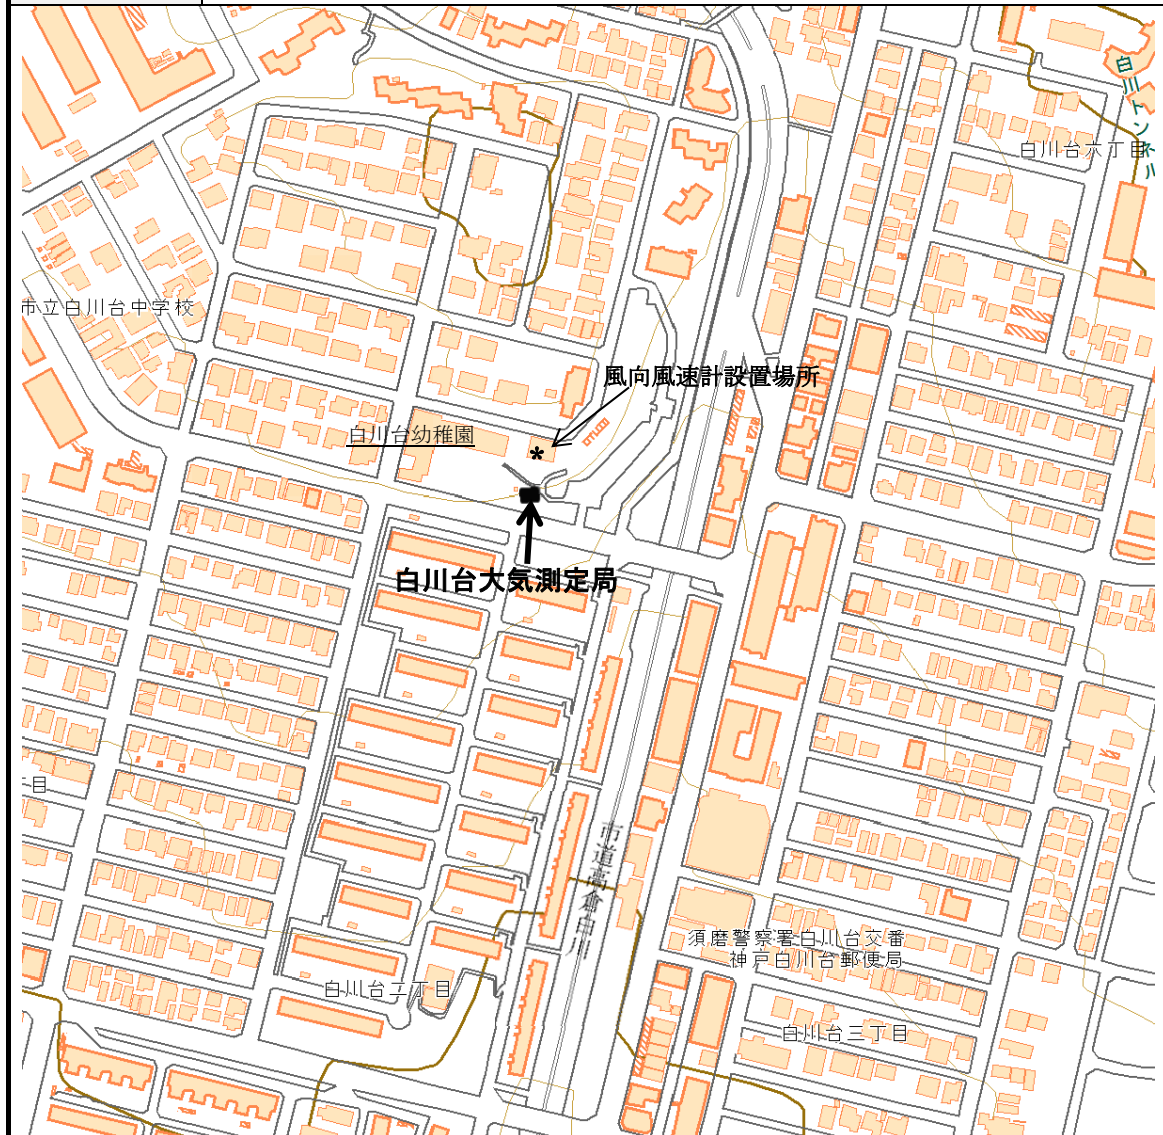 白川トンネル
白川台六丁目
市立白川台中学校
風向風速計設置場所
白川台幼稚園
*
白川台大気測定局
目
市道高倉白川
須磨警察署白川台交番
神戸白川台郵便局
白川台二丁目
白川台三丁目